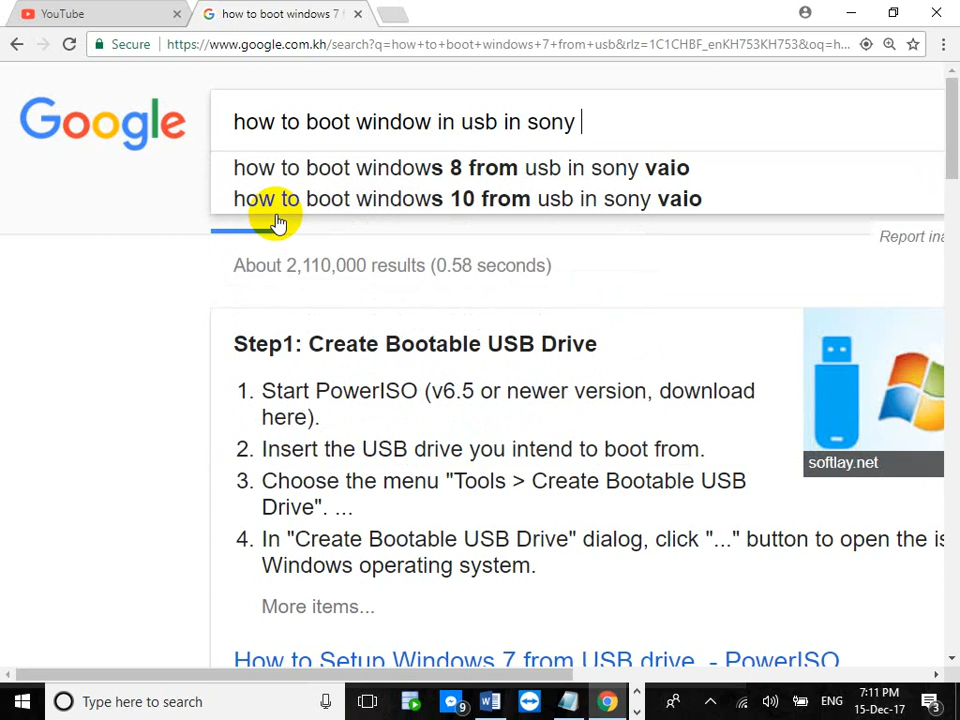 YouTube
how to boot windows 7 f
Secure
https://www.google.com.kh/search?q=how+to+boot+windows+7+from+usb&rlz=1C1CHBF_enKH753KH753&oq=h...
Google
how to boot window in usb in sony
how to boot windows 8 from usb in sony vaio
how to boot windows 10 from usb in sony vaio
Report ina
About 2,110,000 results (0.58 seconds)
Step1: Create Bootable USB Drive
1. Start PowerISO (v6.5 or newer version, download
here).
2. Insert the USB drive you intend to boot from.
3. Choose the menu "Tools > Create Bootable USB
Drive". ...
4. In "Create Bootable USB Drive" dialog, click "..." button to open the is
Windows operating system.
softlay.net
More items...
How to Setup Windows 7 from USB drive. - PowerISO
Type here to search
9
ENG
7:11 PM
15-Dec-17
3